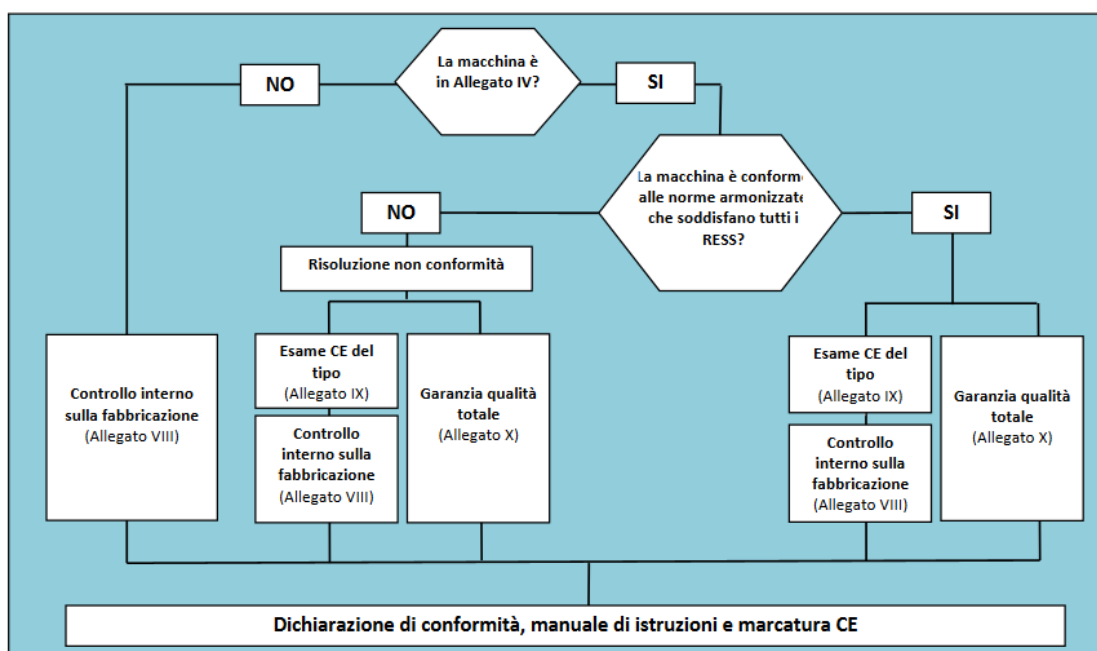 La macchina è
in Allegato IV?
NO
SI
La macchina è conforme
alle norme armonizzate
che soddisfano tutti i
RESS?
NO
SI
Risoluzione non conformità
Controllo interno
sulla fabbricazione
(Allegato VIII)
Esame CE del
tipo
(Allegato IX)
Controllo
interno sulla
fabbricazione
(Allegato VIII)
Garanzia qualità
totale
(Allegato X)
Esame CE del
tipo
(Allegato IX)
Controllo
interno sulla
fabbricazione
(Allegato VIII)
Garanzia qualità
totale
(Allegato X)
Dichiarazione di conformità, manuale di istruzioni e marcatura CE